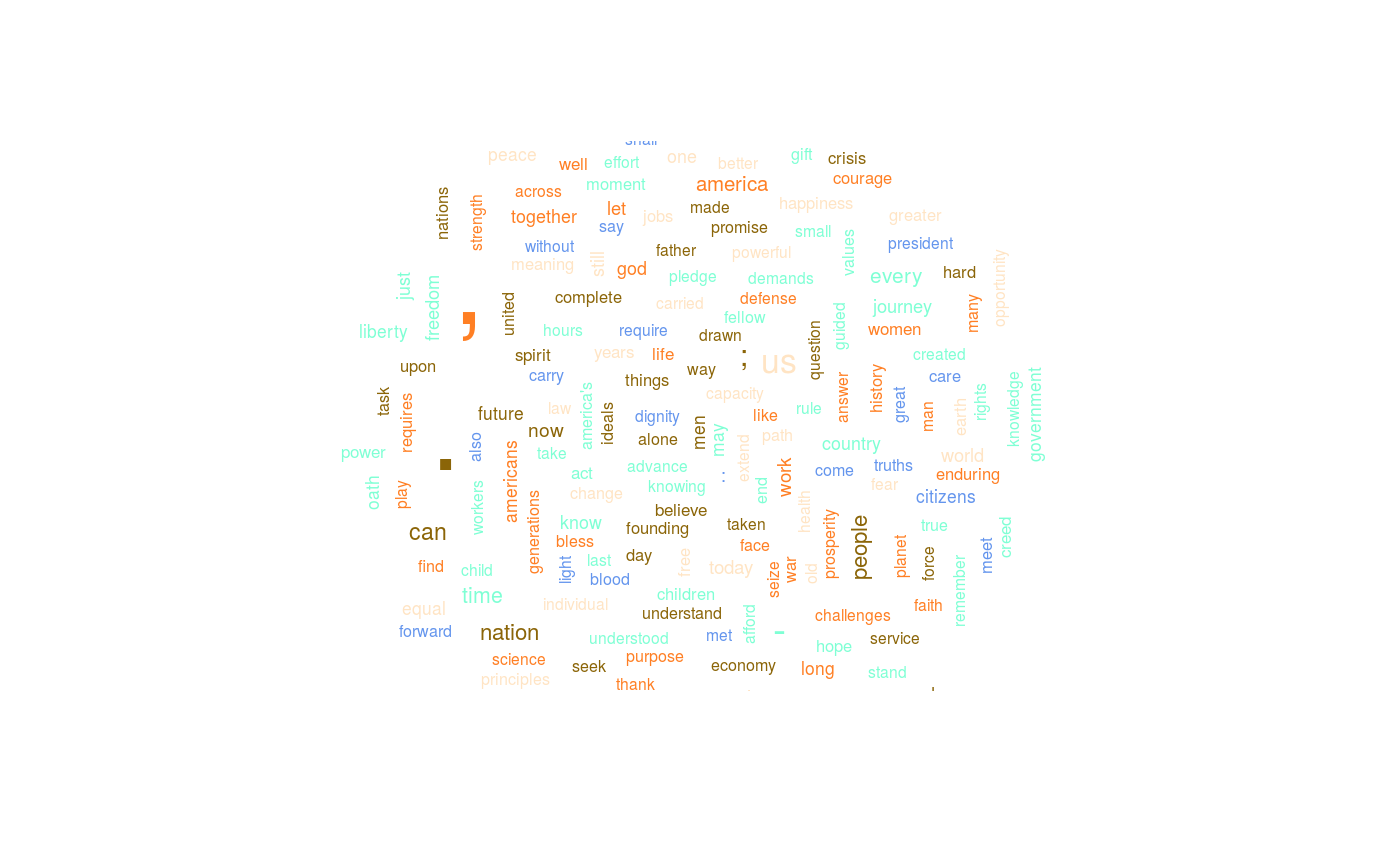 shall
peace
well
effort
one
better
gift
crisis
across
moment
america
courage
nations
strength
together
let
say
jobs
made
promise
happiness
small
values
greater
president
without
meaning
still
father
god
powerful
pledge
demands
every
hard
opportunity
just
freedom
liberty
,
united
complete
hours
require
carried
defense
fellow
drawn
guided
journey
women
many
question
upon
spirit
carry
years
life
things
way
;
us
created
care
task
requires
future
now
law
america's
ideals
dignity
alone
capacity
men
may
like
rule
path
answer
history
great
man
earth
rights
knowledge
government
power
oath
play
.
also
workers
americans
generations
take
act
change
advance
knowing
:
extend
end
work
country
come
truths
world
enduring
fear
citizens
health
can
know
bless
believe
founding
taken
face
prosperity
people
true
planet
force
meet
creed
find
child
time
light
last
blood
day
free
today
seize
war
old
remember
equal
forward
individual
children
understand
challenges
faith
nation
understood
met
afford
-
hope
service
science
seek
purpose
economy
long
stand
principles
thank
'